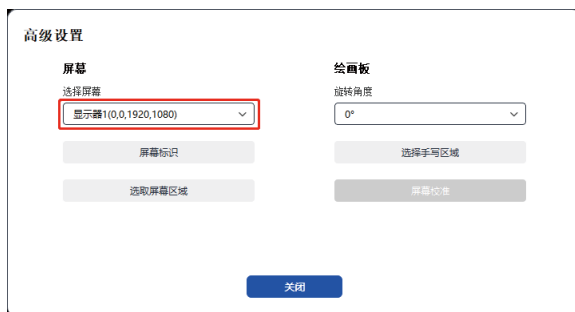 高级设置
屏幕
选择屏幕
显示器1(0,0,1920,1080)
屏幕标识
选取屏幕区域
绘画板
旋转角度
0°
选择手写区域
屏幕校准
关闭